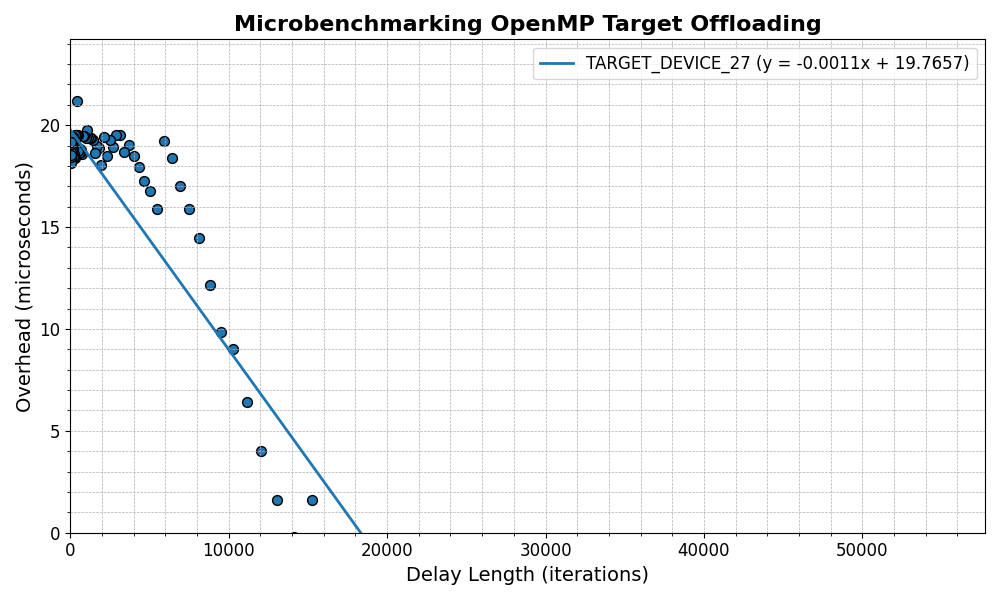 Microbenchmarking OpenMP Target Offloading
TARGET_DEVICE_27 (y = -0.0011x + 19.7657)
Overhead (microseconds)
20
15
10
5
0
0 10000 20000 30000 40000 50000
Delay Length (iterations)